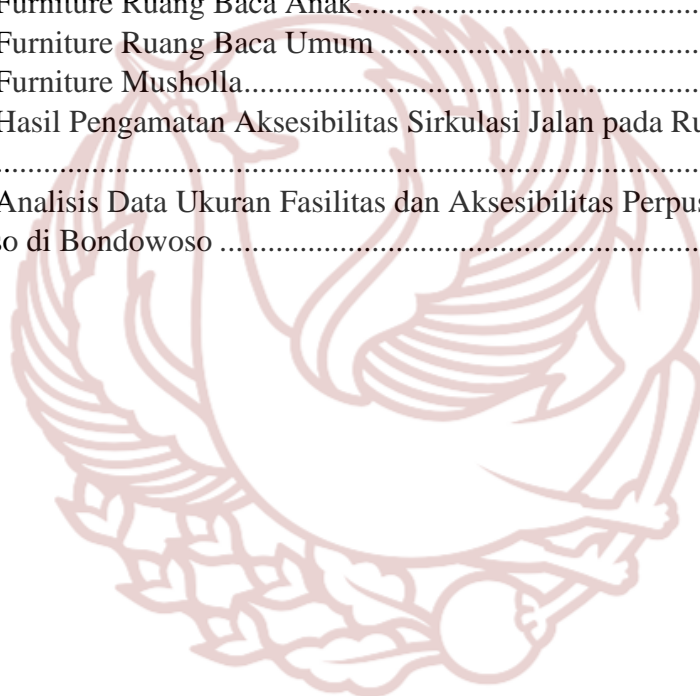 Furniture Ruang Baca Anak..........................................
Furniture Ruang Baca Umum .......................................
Furniture Musholla.......................................................
Hasil Pengamatan Aksesibilitas Sirkulasi Jalan pada Ru
.......................................................................................
Analisis Data Ukuran Fasilitas dan Aksesibilitas Perpus
so di Bondowoso ..........................................................